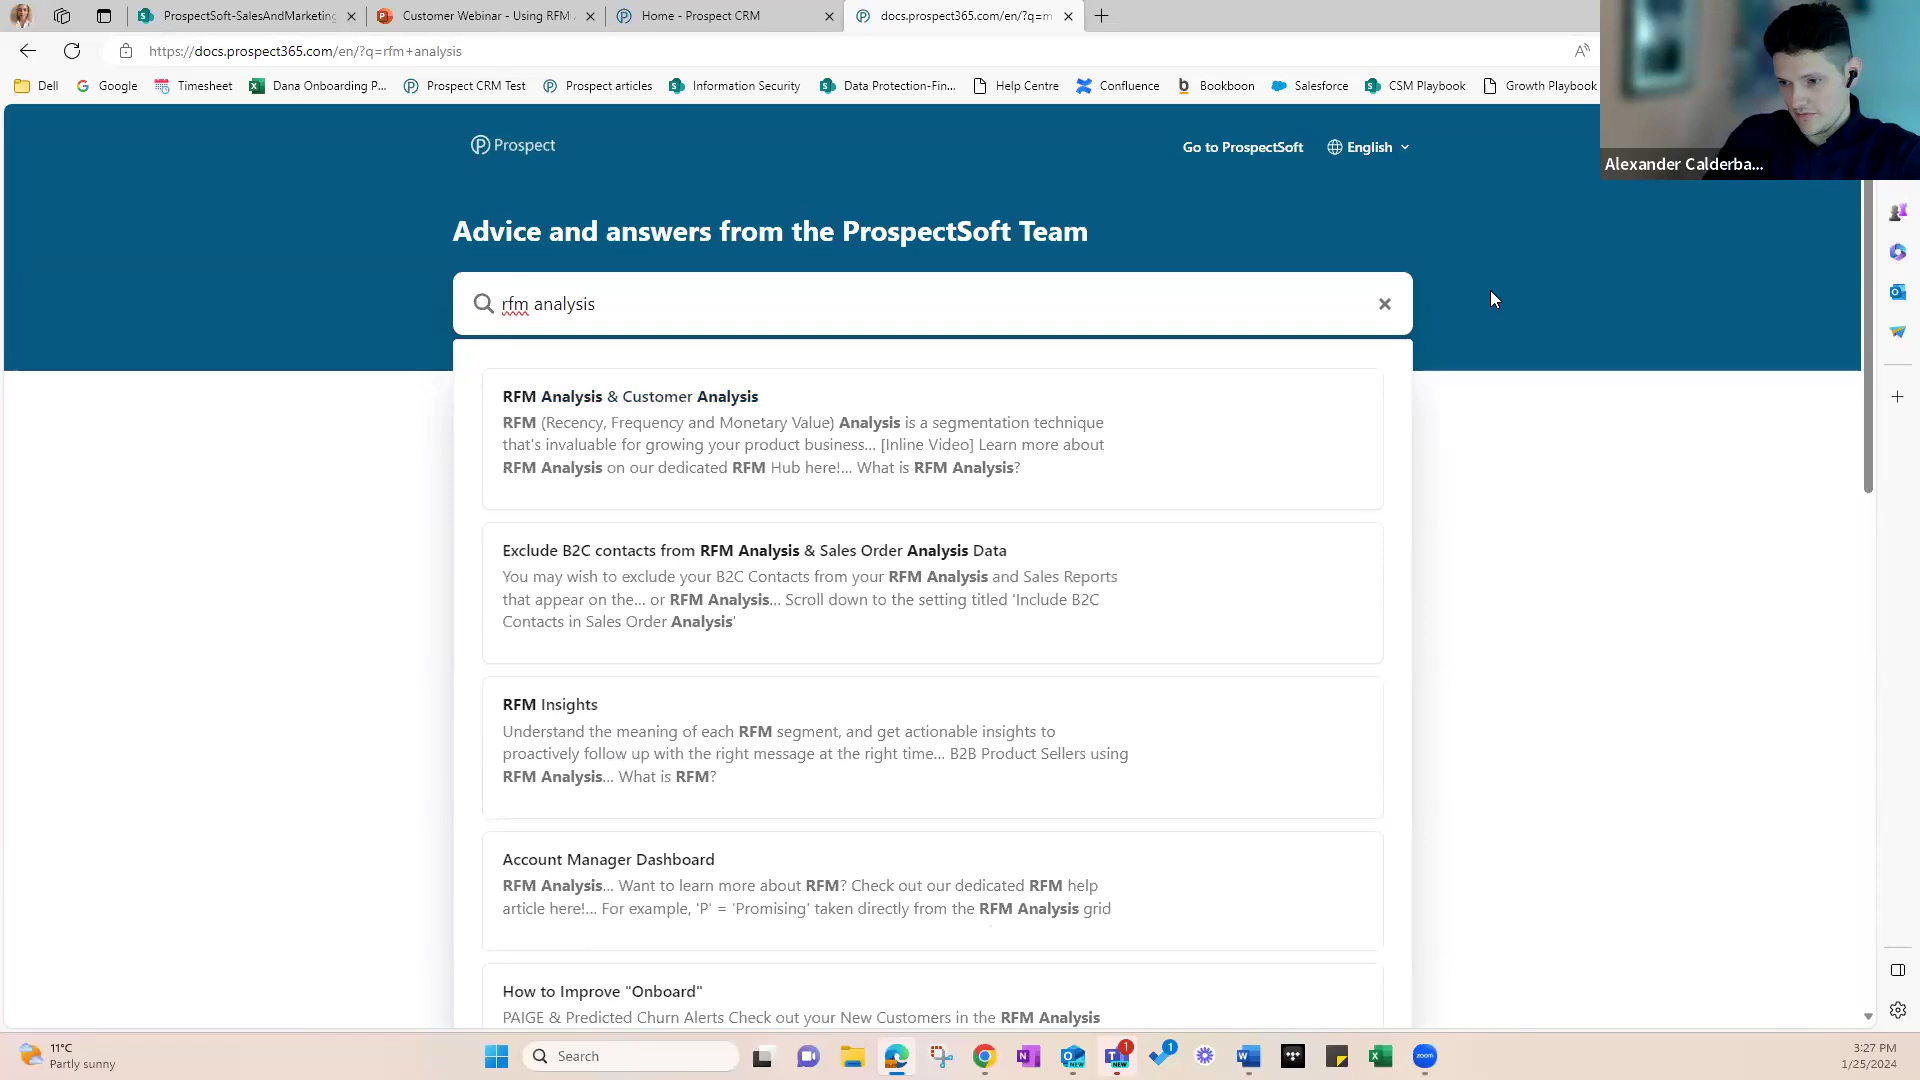 ProspectSoft-SalesAndMarketing
Customer Webinar - Using RFM
Home - Prospect CRM
docs.prospect365.com/en/?q=rm
https://docs.prospect365.com/en/?q=rfm+analysis
Dell
Google
Timesheet
Dana Onboarding P...
Prospect CRM Test
Prospect articles
Information Security
Data Protection-Fin...
Help Centre
Confluence
Bookboon
Salesforce
CSM Playbook
Growth Playbook
Alexander Calderba...
Prospect
Go to ProspectSoft
English
Advice and answers from the ProspectSoft Team
rfm analysis
RFM Analysis & Customer Analysis
RFM (Recency, Frequency and Monetary Value) Analysis is a segmentation technique
that's invaluable for growing your product business... [Inline Video] Learn more about
RFM Analysis on our dedicated RFM Hub here!... What is RFM Analysis?
Exclude B2C contacts from RFM Analysis & Sales Order Analysis Data
You may wish to exclude your B2C Contacts from your RFM Analysis and Sales Reports
that appear on the... or RFM Analysis... Scroll down to the setting titled 'Include B2C
Contacts in Sales Order Analysis'
RFM Insights
Understand the meaning of each RFM segment, and get actionable insights to
proactively follow up with the right message at the right time... B2B Product Sellers using
RFM Analysis... What is RFM?
Account Manager Dashboard
RFM Analysis... Want to learn more about RFM? Check out our dedicated RFM help
article here!... For example, 'P' = 'Promising' taken directly from the RFM Analysis grid
How to Improve "Onboard"
PAIGE & Predicted Churn Alerts Check out your New Customers in the RFM Analysis
11°C
Partly sunny
Search
NEW
1
NEW
1
zoom
3:27 PM
1/25/2024